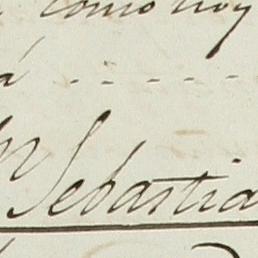 como hoy
á - - - - - -
n Sebastia